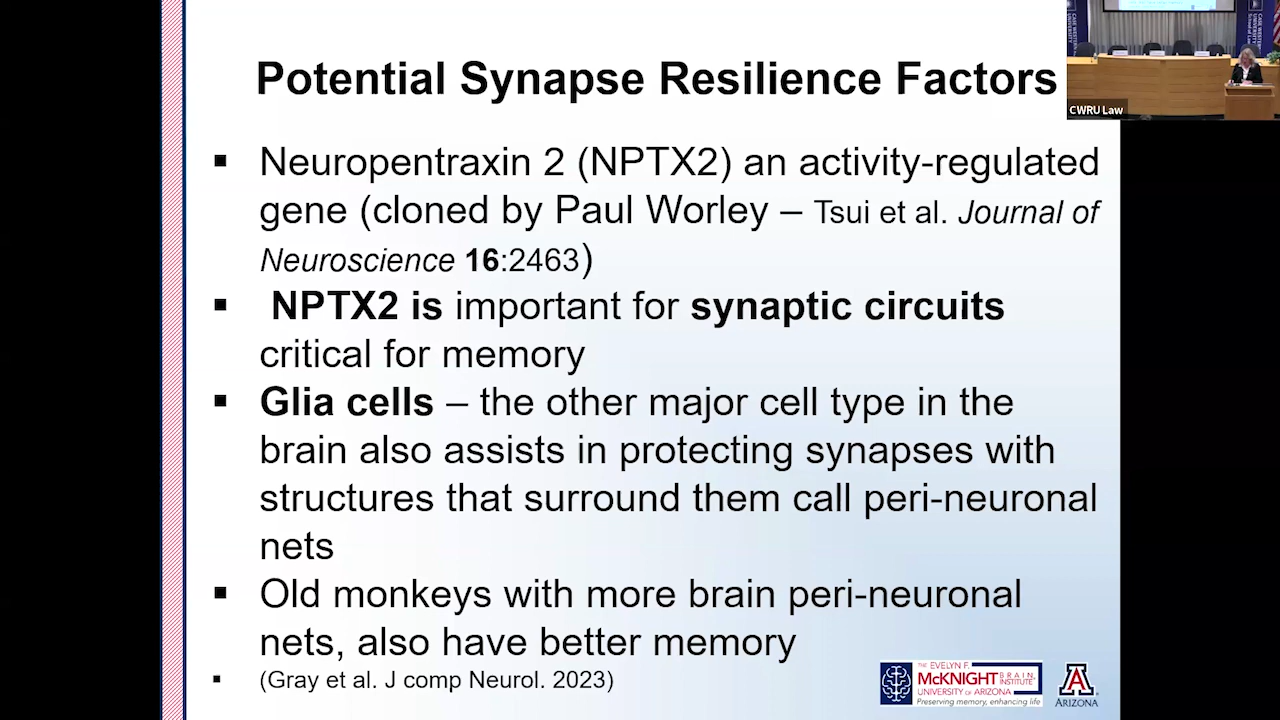 Potential Synapse Resilience Factors
CWRU Law
▪ Neuropentraxin 2 (NPTX2) an activity-regulated
gene (cloned by Paul Worley – Tsui et al. Journal of
Neuroscience 16:2463)
▪ NPTX2 is important for synaptic circuits
critical for memory
▪ Glia cells – the other major cell type in the
brain also assists in protecting synapses with
structures that surround them call peri-neuronal
nets
▪ Old monkeys with more brain peri-neuronal
nets, also have better memory
▪ (Gray et al. J comp Neurol. 2023)
THE EVELYN F.
McKNIGHT BRAIN INSTITUTE
UNIVERSITY of ARIZONA
Preserving memory, enhancing life
A
ARIZONA